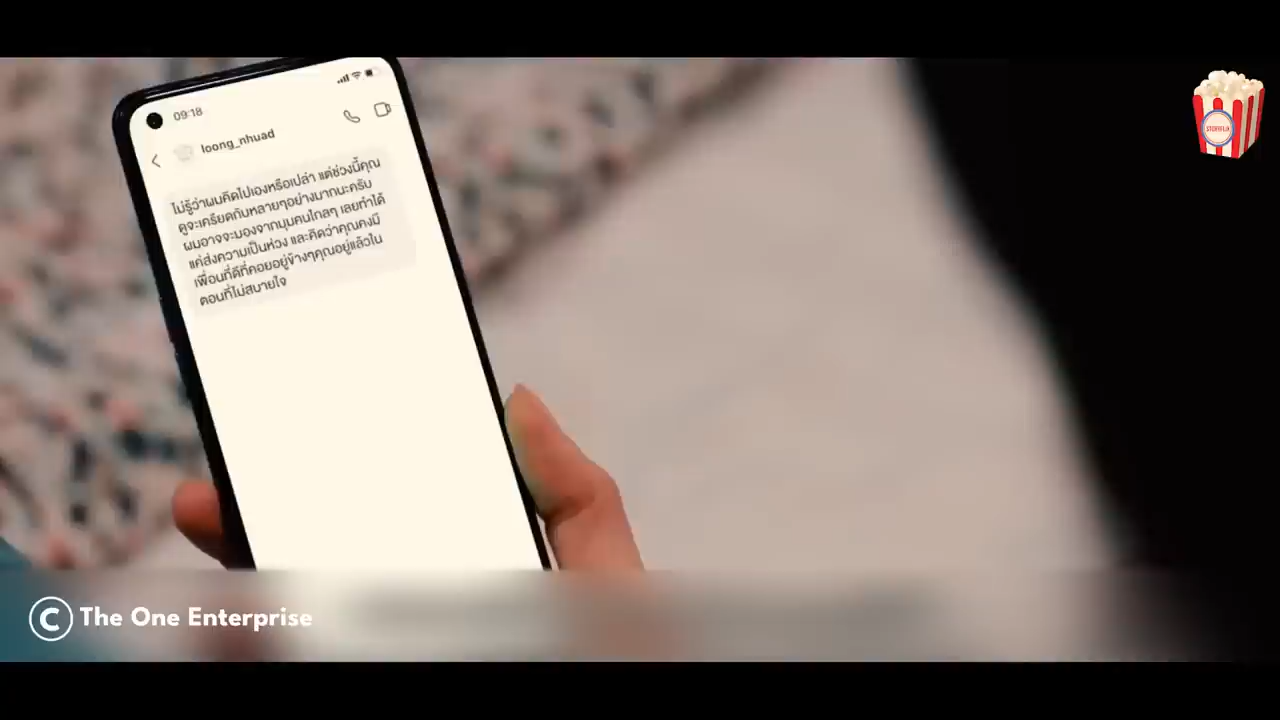 09:18
loong_nhuad
ไม่รู้ว่าผมคิดไปเองหรือเปล่า แต่ช่วงนี้คุณ
ดูจะเครียดกับหลายๆอย่างมากนะครับ
ผมอาจจะมองจากมุมคนไกลๆ เลยทำได้
แค่ส่งความเป็นห่วง และคิดว่าคุณคงมี
เพื่อนที่ดีที่คอยอยู่ข้างๆคุณอยู่แล้วใน
ตอนที่ไม่สบายใจ
STORIFLIX
C The One Enterprise